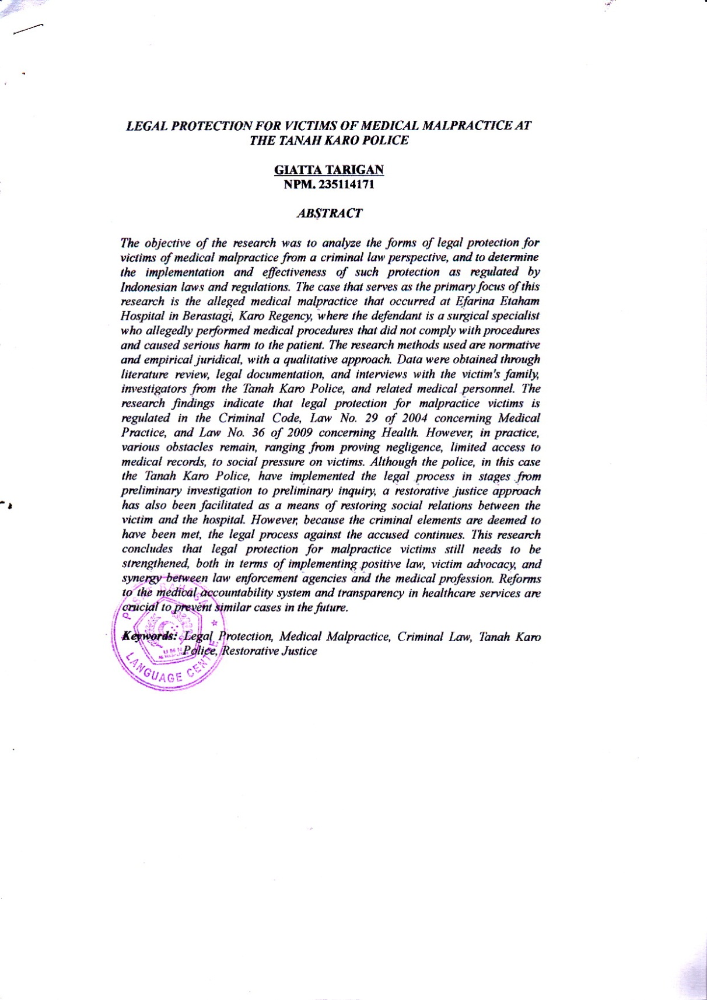 LEGAL PROTECTION FOR VICTIMS OF MEDICAL MALPRACTICE AT
THE TANAH KARO POLICE
GIATTA TARIGAN
NPM. 235114171
ABSTRACT
The objective of the research was to analyze the forms of legal protection for
victims of medical malpractice from a criminal law perspective, and to determine
the implementation and effectiveness of such protection as regulated by
Indonesian laws and regulations. The case that serves as the primary focus of this
research is the alleged medical malpractice that occurred at Efarina Etaham
Hospital in Berastagi, Karo Regency, where the defendant is a surgical specialist
who allegedly performed medical procedures that did not comply with procedures
and caused serious harm to the patient. The research methods used are normative
and empirical juridical, with a qualitative approach. Data were obtained through
literature review, legal documentation, and interviews with the victim's family,
investigators from the Tanah Karo Police, and related medical personnel. The
research findings indicate that legal protection for malpractice victims is
regulated in the Criminal Code, Law No. 29 of 2004 concerning Medical
Practice, and Law No. 36 of 2009 concerning Health. However, in practice,
various obstacles remain, ranging from proving negligence, limited access to
medical records, to social pressure on victims. Although the police, in this case
the Tanah Karo Police, have implemented the legal process in stages from
preliminary investigation to preliminary inquiry, a restorative justice approach
has also been facilitated as a means of restoring social relations between the
victim and the hospital. However, because the criminal elements are deemed to
have been met, the legal process against the accused continues. This research
concludes that legal protection for malpractice victims still needs to be
strengthened, both in terms of implementing positive law, victim advocacy, and
synergy between law enforcement agencies and the medical profession. Reforms
to the medical accountability system and transparency in healthcare services are
crucial to prevent similar cases in the future.
Keywords: Legal Protection, Medical Malpractice, Criminal Law, Tanah Karo
Police, Restorative Justice
UMN
LANGUAGE CENTE